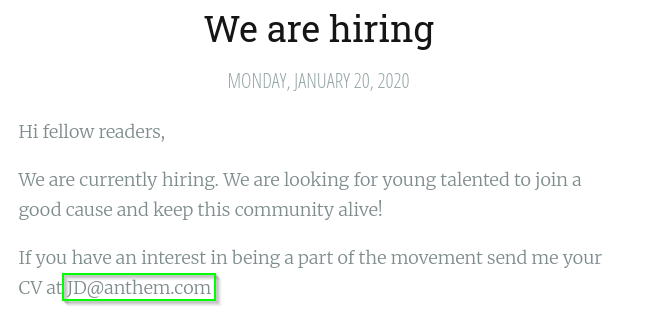 We are hiring
MONDAY, JANUARY 20, 2020
Hi fellow readers,
We are currently hiring. We are looking for young talented to join a
good cause and keep this community alive!
If you have an interest in being a part of the movement send me your
CV at JD@anthem.com